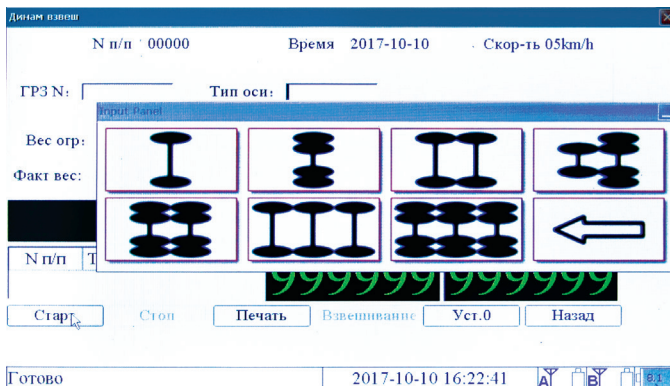 Динам взвеш
N п/п 00000 Время 2017-10-10 Скор-ть 05km/h
ГРЗ N: Тип оси:
Input Panel
Вес огр:
Факт вес:
N п/п Т
999999 999999
Старт Стоп Печать Взвешивание Уст.0 Назад
Готово 2017-10-10 16:22:41 A B